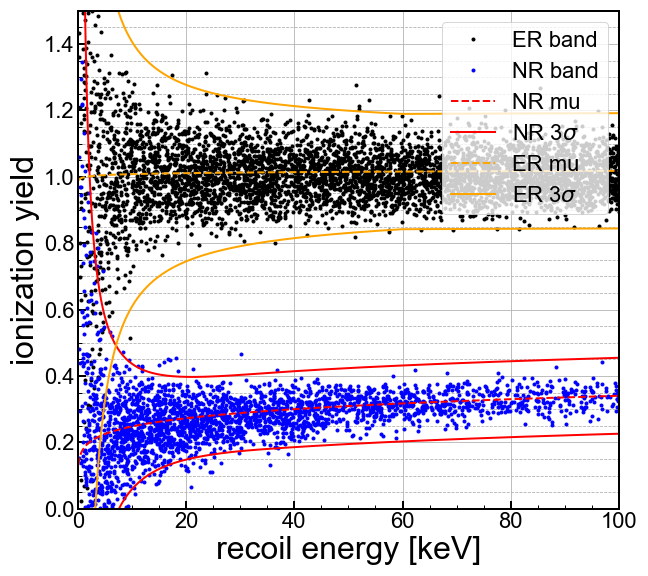 ER band
NR band
NR mu
NR 3σ
ER mu
ER 3σ
1.4
1.2
1.0
0.8
0.6
0.4
0.2
0.0
ionization yield
0 20 40 60 80 100
recoil energy [keV]